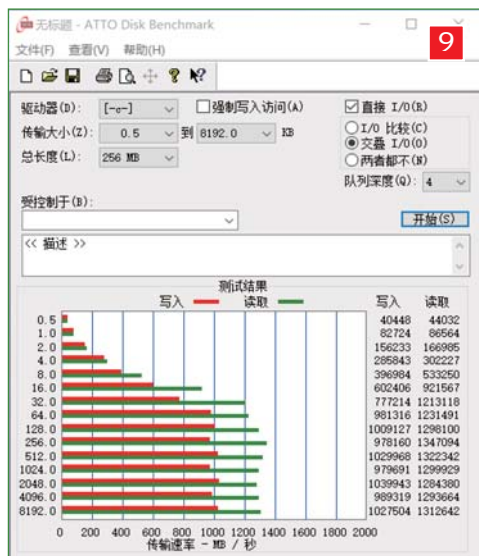 无标题 - ATTO Disk Benchmark
9
文件(F) 查看(V) 帮助(H)
驱动器(D): [-c-] 强制写入访问(A) 直接 I/O(R)
传输大小(Z): 0.5 到 8192.0 KB I/O 比较(C)
交叠 I/O(O)
总长度(L): 256 MB 两者都不(N)
队列深度(Q): 4
受控制于(B):
开始(S)
<< 描述 >>
测试结果
写入 读取 写入 读取
0.5 40448 44032
1.0 82724 86564
2.0 156233 166985
4.0 285843 302227
8.0 396984 533250
16.0 602406 921567
32.0 777214 1213118
64.0 981316 1231491
128.0 1009127 1298100
256.0 978160 1347094
512.0 1029968 1322342
1024.0 979691 1299929
2048.0 1039943 1284380
4096.0 989319 1293664
8192.0 1027504 1312642
0 200 400 600 800 1000 1200 1400 1600 1800 2000
传输速率 - MB / 秒